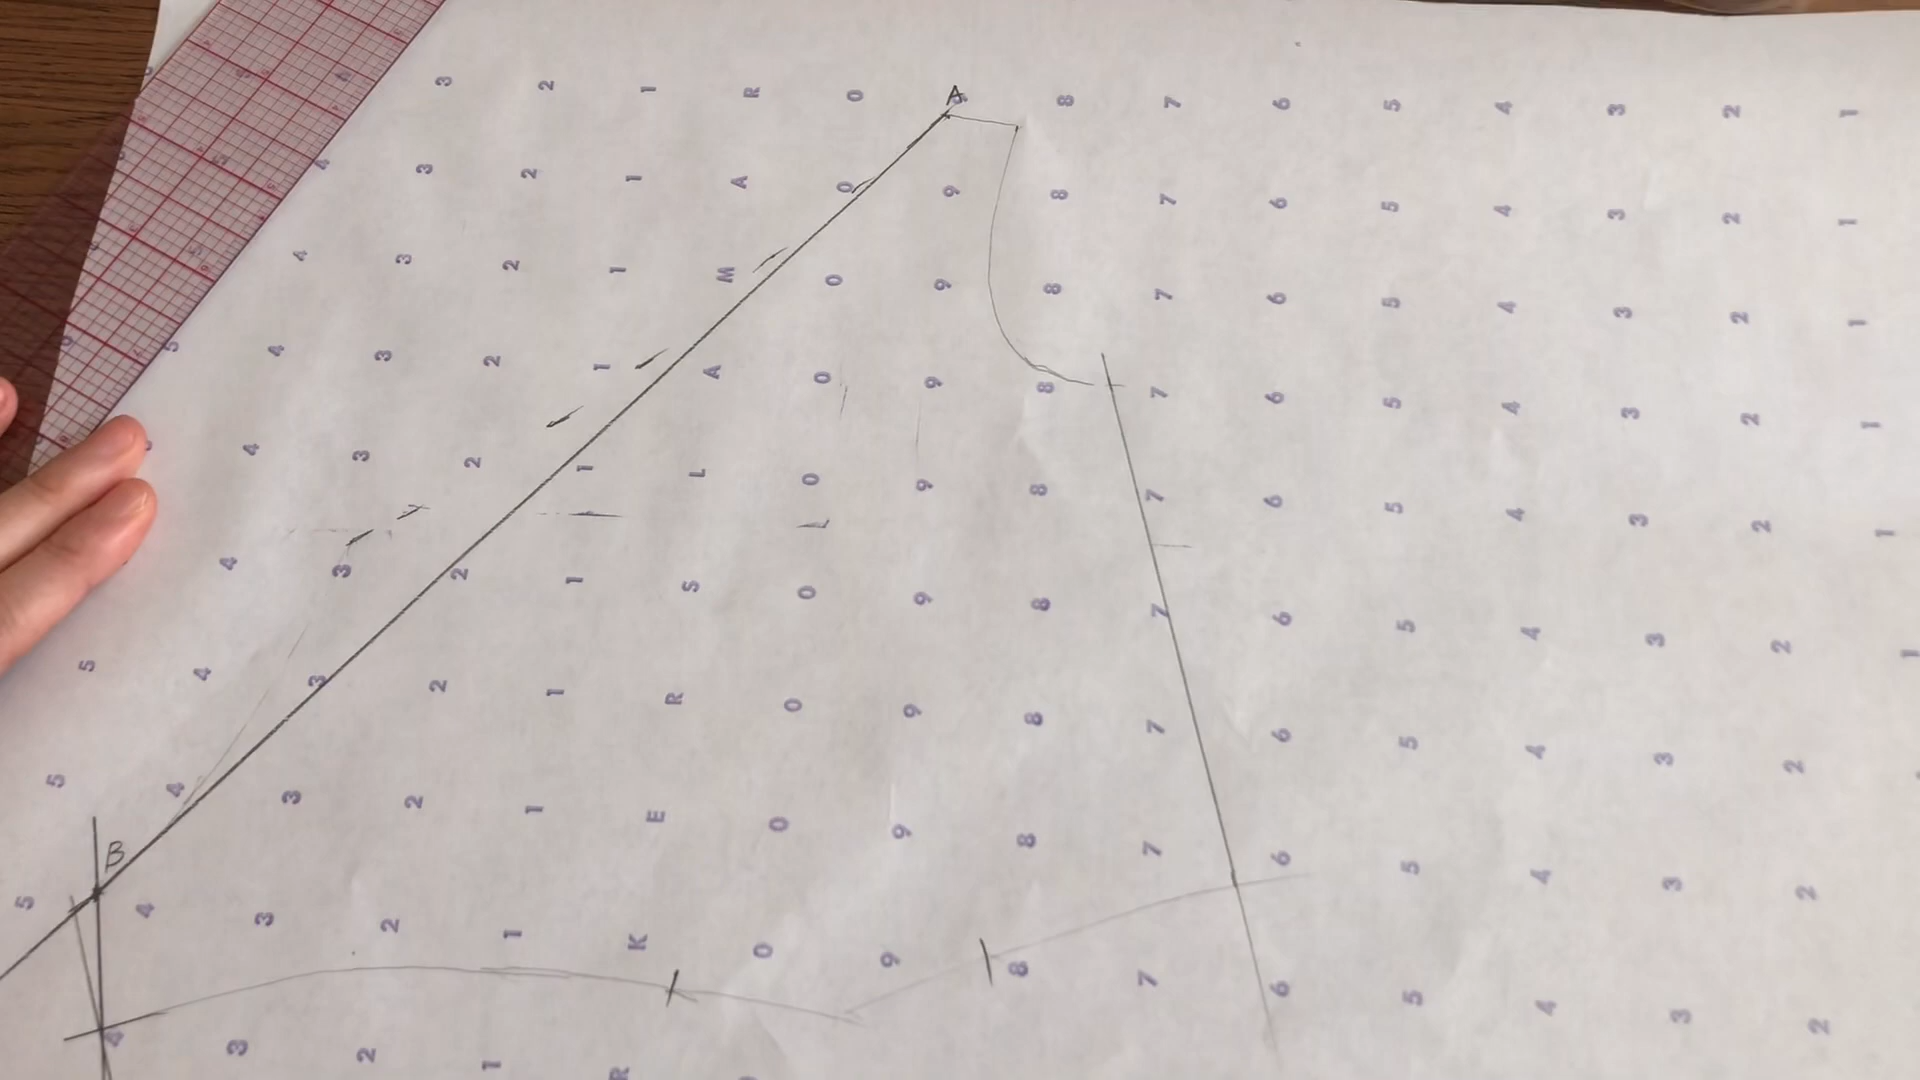 3 2 1 R 0 A 9 8 7 6 5 4 3 2 1
4 3 2 1 A 0 9 8 7 6 5 4 3 2 1
4 3 2 1 M 0 9 8 7 6 5 4 3 2 1
5 4 3 2 1 A 0 9 8 7 6 5 4 3 2 1
4 3 2 1 L 0 9 8 7 6 5 4 3 2 1
4 3 2 1 S 0 9 8 7 6 5 4 3 2 1
5 4 3 2 1 R 0 9 8 7 6 5 4 3 2
5 4 3 2 1 E 0 9 8 7 6 5 4 3 2
B
5 4 3 2 1 K 0 9 8 7 6 5 4 3 2
4 3 2 1 R